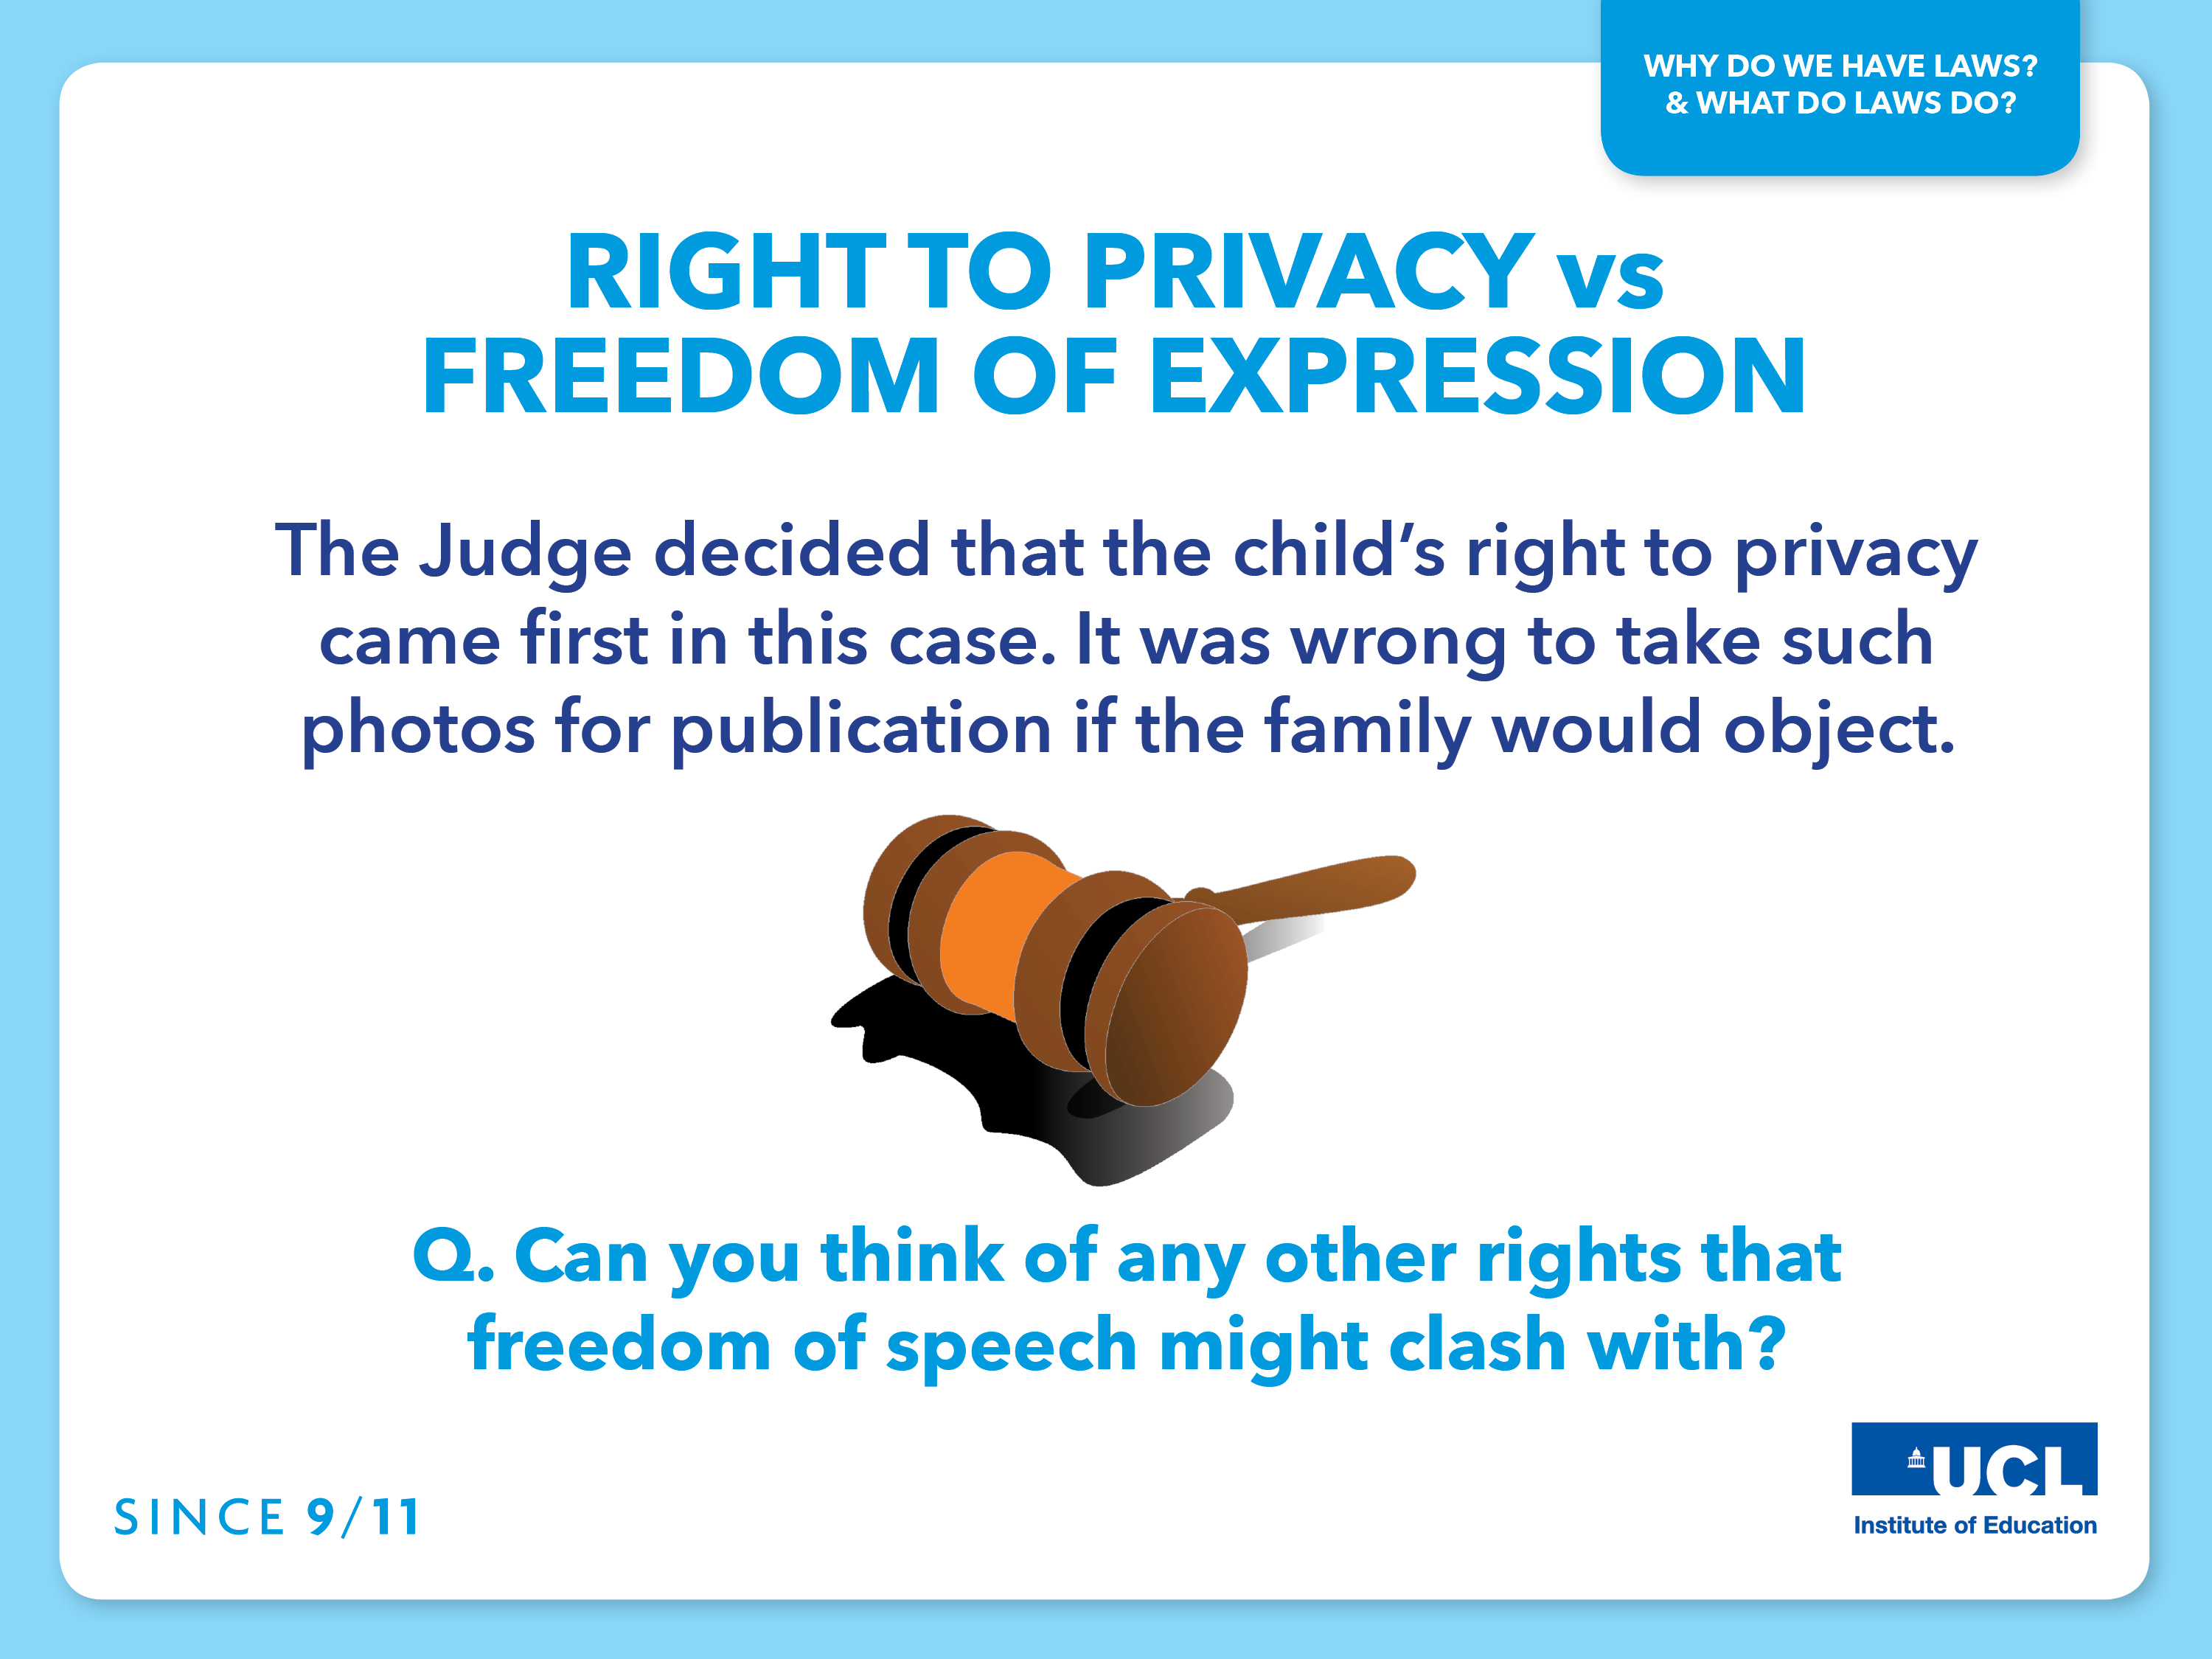 WHY DO WE HAVE LAWS?
& WHAT DO LAWS DO?
RIGHT TO PRIVACY vs
FREEDOM OF EXPRESSION
The Judge decided that the child’s right to privacy
came first in this case. It was wrong to take such
photos for publication if the family would object.
Q. Can you think of any other rights that
freedom of speech might clash with?
SINCE 9/11
UCL
Institute of Education